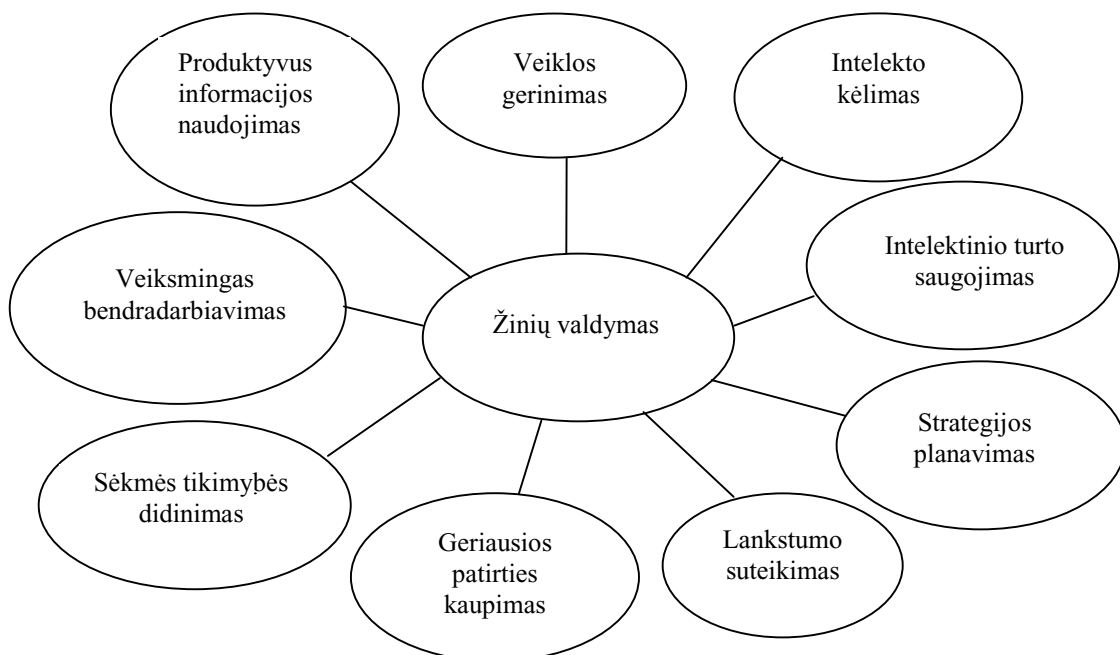 Produktyvus
informacijos
naudojimas
Veiklos
gerinimas
Intelekto
kėlimas
Veiksmingas
bendradarbiavimas
Žinių valdymas
Intelektinio turto
saugojimas
Sėkmės tikimybės
didinimas
Geriausios
patirties
kaupimas
Lankstumo
suteikimas
Strategijos
planavimas